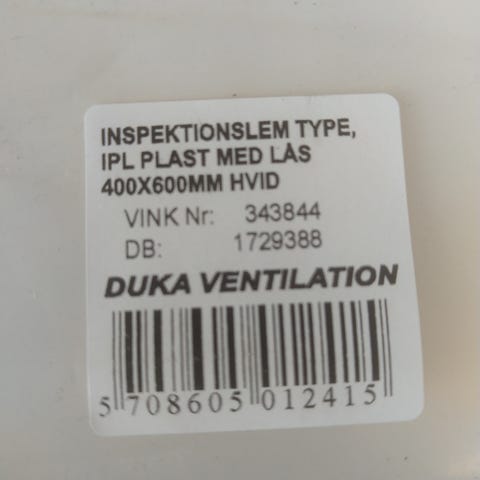 INSPEKTIONSLEM TYPE,
IPL PLAST MED LÅS
400X600MM HVID
VINK Nr: 343844
DB: 1729388
DUKA VENTILATION
5 708605 012415